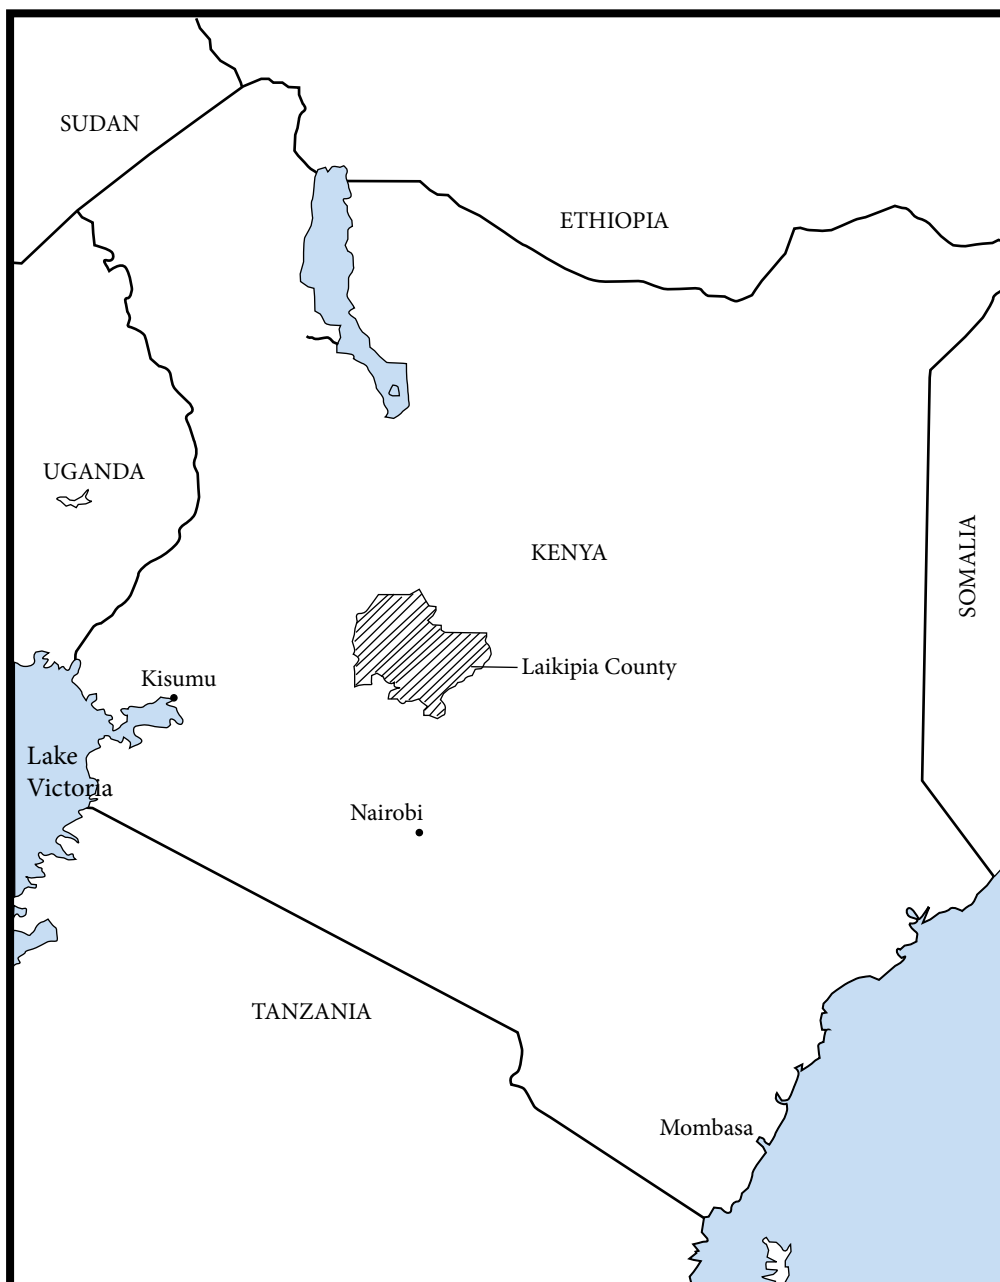 SUDAN
ETHIOPIA
UGANDA
SOMALIA
KENYA
Laikipia County
Kisumu
Lake
Victoria
Nairobi
TANZANIA
Mombasa